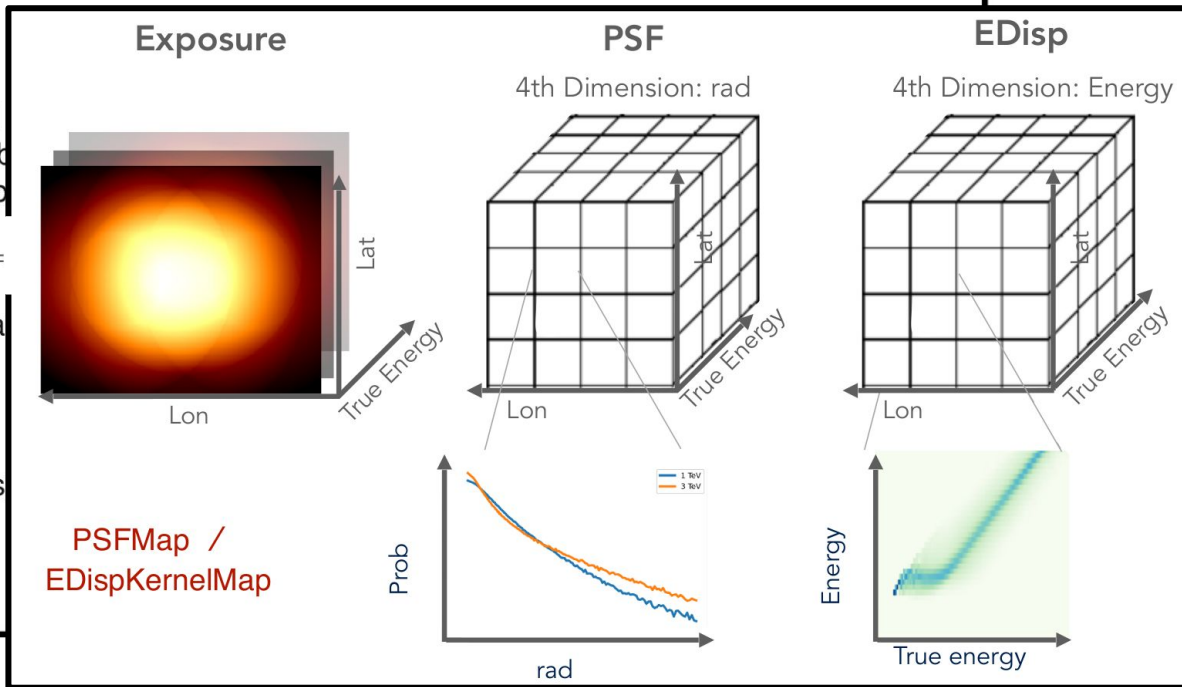 Exposure
PSF
EDisp
4th Dimension: rad
4th Dimension: Energy
Lat
Lon
True Energy
Lat
Lon
True Energy
Lat
Lon
True Energy
PSFMap /
EDispKernelMap
1 TeV
3 TeV
Prob
rad
Energy
True energy